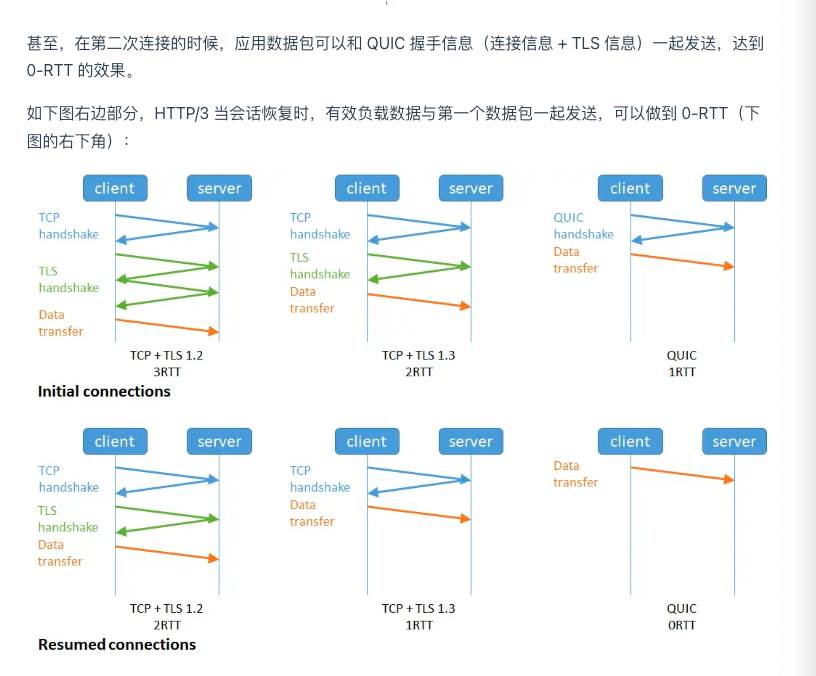 甚至，在第二次连接的时候，应用数据包可以和 QUIC 握手信息（连接信息 + TLS 信息）一起发送，达到
0-RTT 的效果。
如下图右边部分，HTTP/3 当会话恢复时，有效负载数据与第一个数据包一起发送，可以做到 0-RTT（下
图的右下角）：
client server client server client server
TCP
handshake
TLS
handshake
Data
transfer
TCP + TLS 1.2
3RTT
TCP
handshake
TLS
handshake
Data
transfer
TCP + TLS 1.3
2RTT
QUIC
handshake
Data
transfer
QUIC
1RTT
Initial connections
client server client server client server
TCP
handshake
TLS
handshake
Data
transfer
TCP + TLS 1.2
2RTT
TCP
handshake
Data
transfer
TCP + TLS 1.3
1RTT
Data
transfer
QUIC
0RTT
Resumed connections